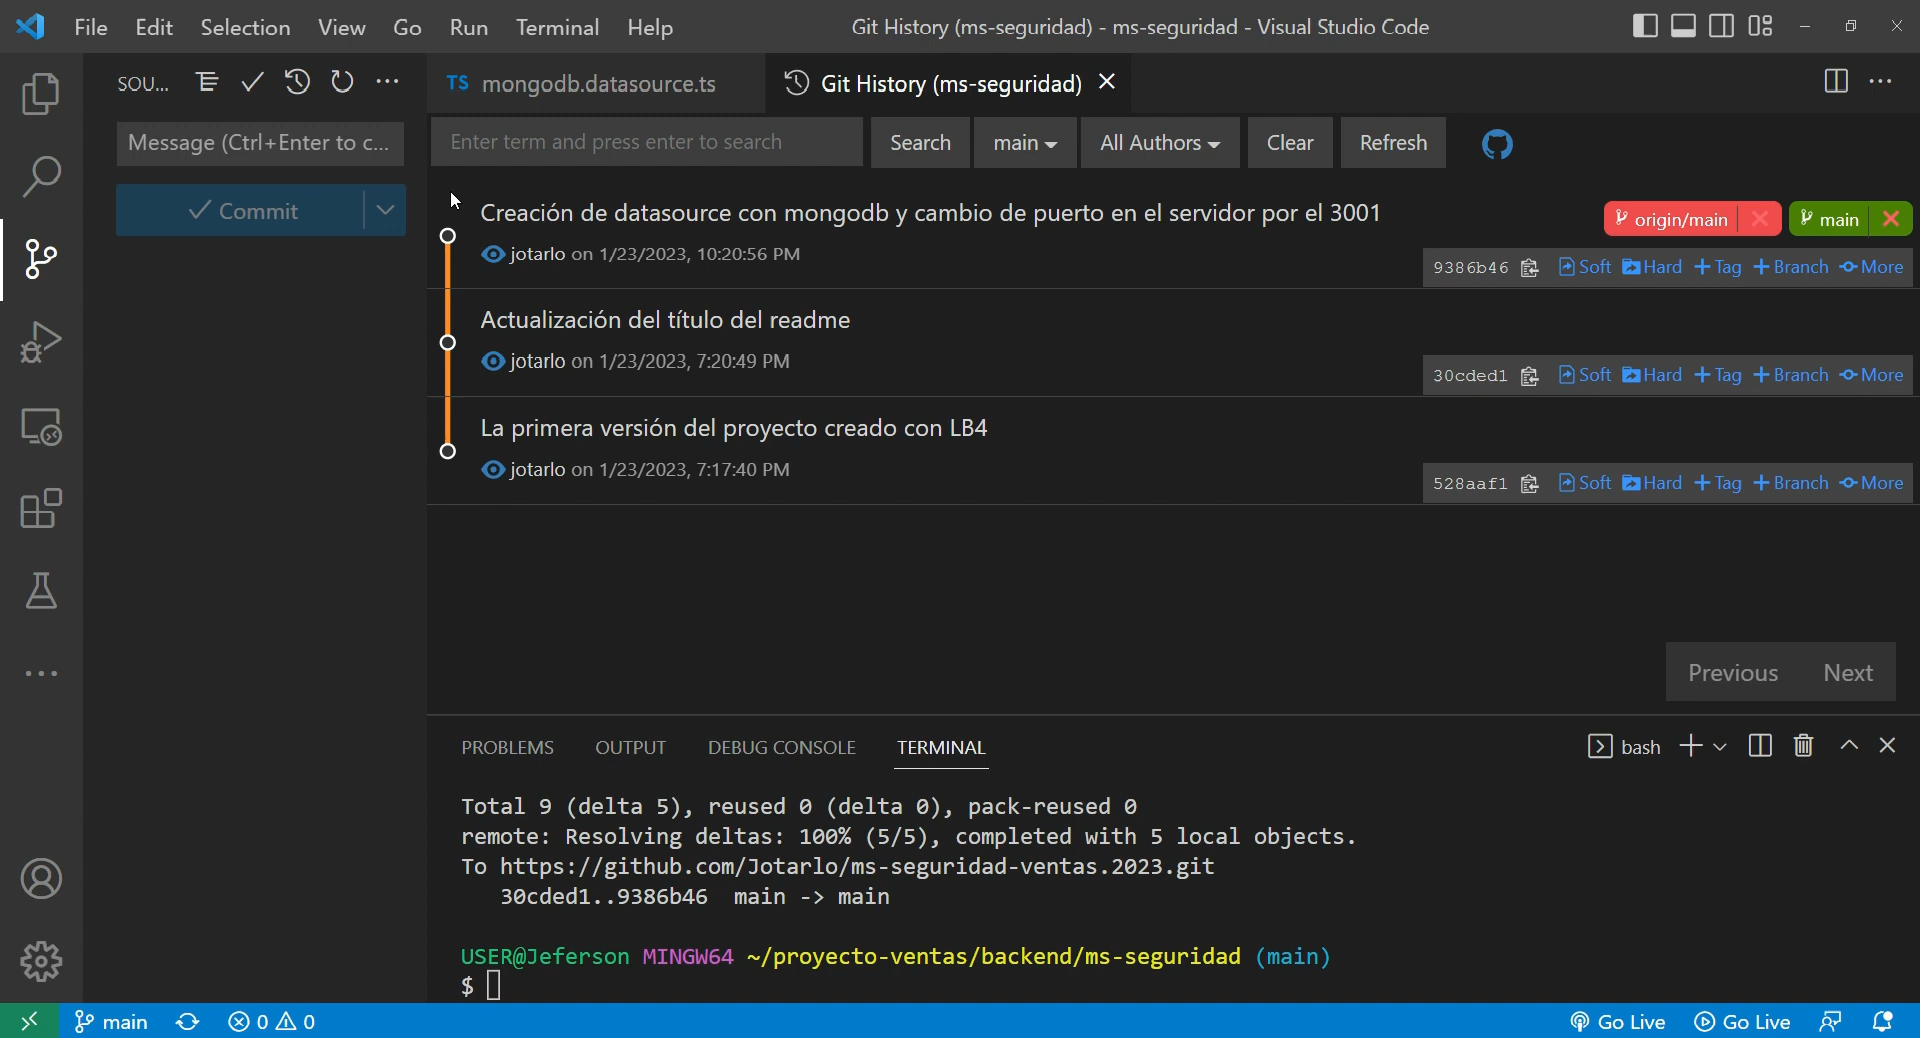 File Edit Selection View Go Run Terminal Help
Git History (ms-seguridad) - ms-seguridad - Visual Studio Code
SOU...
TS mongodb.datasource.ts
Git History (ms-seguridad)
Message (Ctrl+Enter to c...
Enter term and press enter to search
Search
main
All Authors
Clear
Refresh
Commit
Creación de datasource con mongodb y cambio de puerto en el servidor por el 3001
origin/main
main
jotarlo on 1/23/2023, 10:20:56 PM
9386b46 Soft Hard +Tag +Branch More
Actualización del título del readme
jotarlo on 1/23/2023, 7:20:49 PM
30cded1 Soft Hard +Tag +Branch More
La primera versión del proyecto creado con LB4
jotarlo on 1/23/2023, 7:17:40 PM
528aaf1 Soft Hard +Tag +Branch More
Previous Next
PROBLEMS OUTPUT DEBUG CONSOLE TERMINAL
bash
Total 9 (delta 5), reused 0 (delta 0), pack-reused 0
remote: Resolving deltas: 100% (5/5), completed with 5 local objects.
To https://github.com/Jotarlo/ms-seguridad-ventas.2023.git
30cded1..9386b46 main -> main
USER@Jeferson MINGW64 ~/proyecto-ventas/backend/ms-seguridad (main)
$
main
0 0
Go Live
Go Live